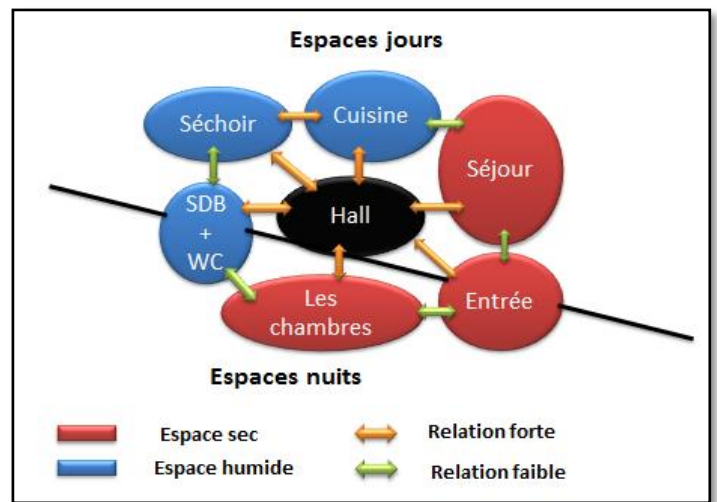 Espaces jours
Séchoir
Cuisine
Séjour
SDB
+
WC
Hall
Les
chambres
Entrée
Espaces nuits
Espace sec
Relation forte
Espace humide
Relation faible